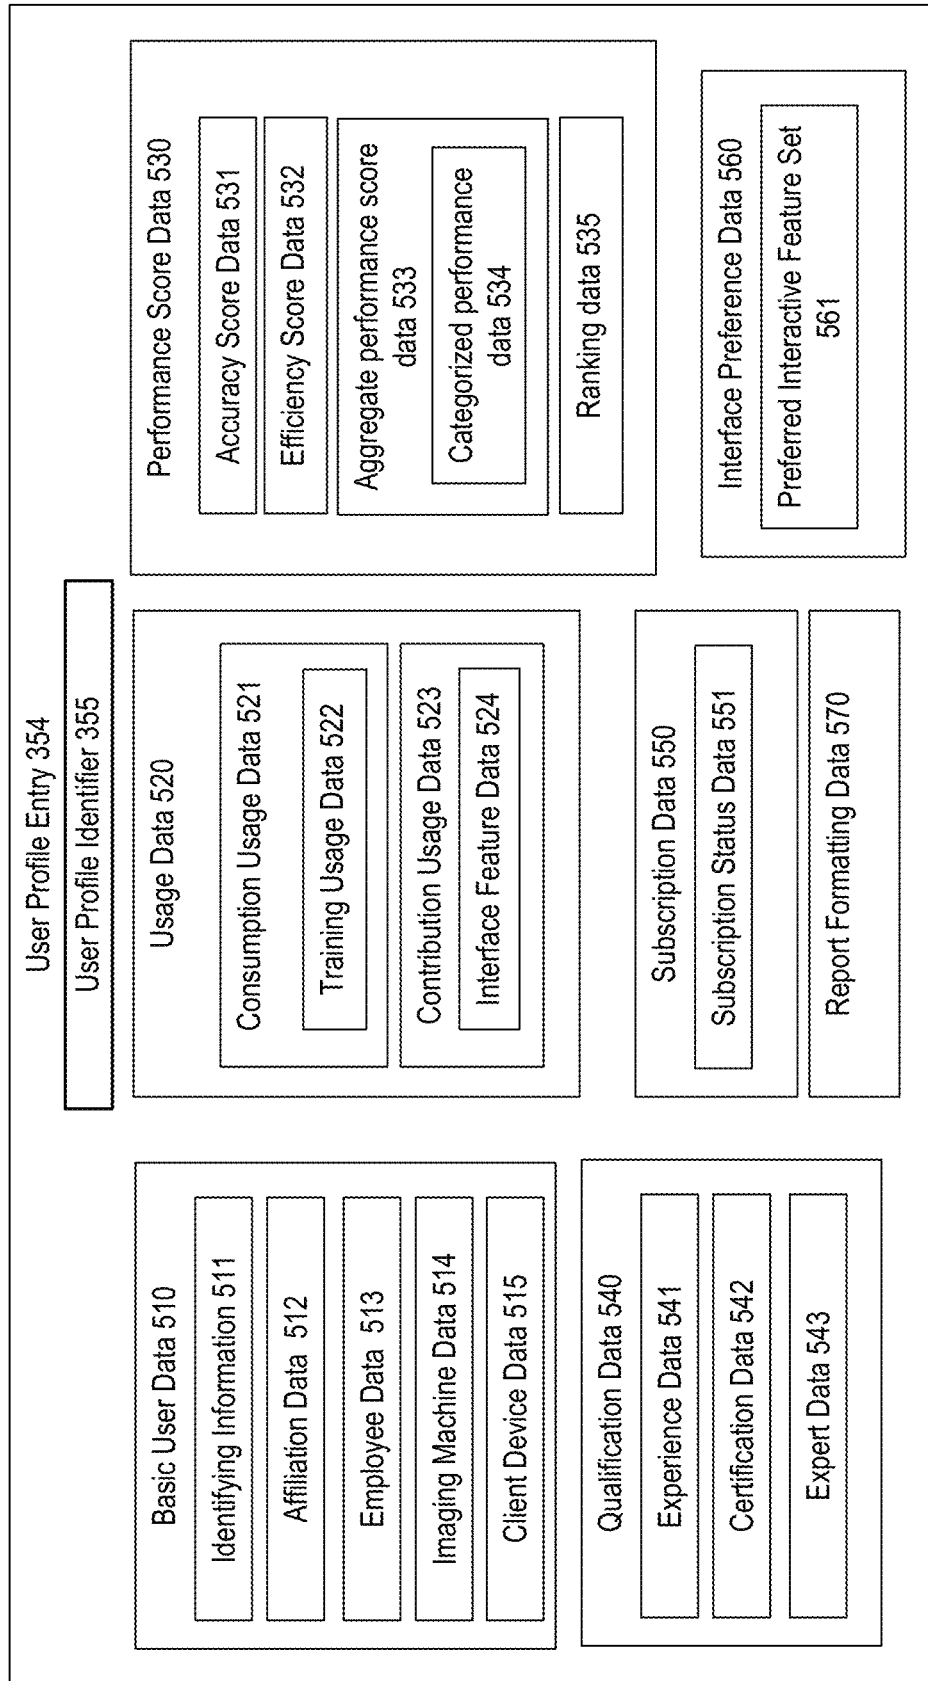 User Profile Entry 354
User Profile Identifier 355
Basic User Data 510
Identifying Information 511
Affiliation Data 512
Employee Data 513
Imaging Machine Data 514
Client Device Data 515
Qualification Data 540
Experience Data 541
Certification Data 542
Expert Data 543
Usage Data 520
Consumption Usage Data 521
Training Usage Data 522
Contribution Usage Data 523
Interface Feature Data 524
Subscription Data 550
Subscription Status Data 551
Report Formatting Data 570
Performance Score Data 530
Accuracy Score Data 531
Efficiency Score Data 532
Aggregate performance score
data 533
Categorized performance
data 534
Ranking data 535
Interface Preference Data 560
Preferred Interactive Feature Set
561